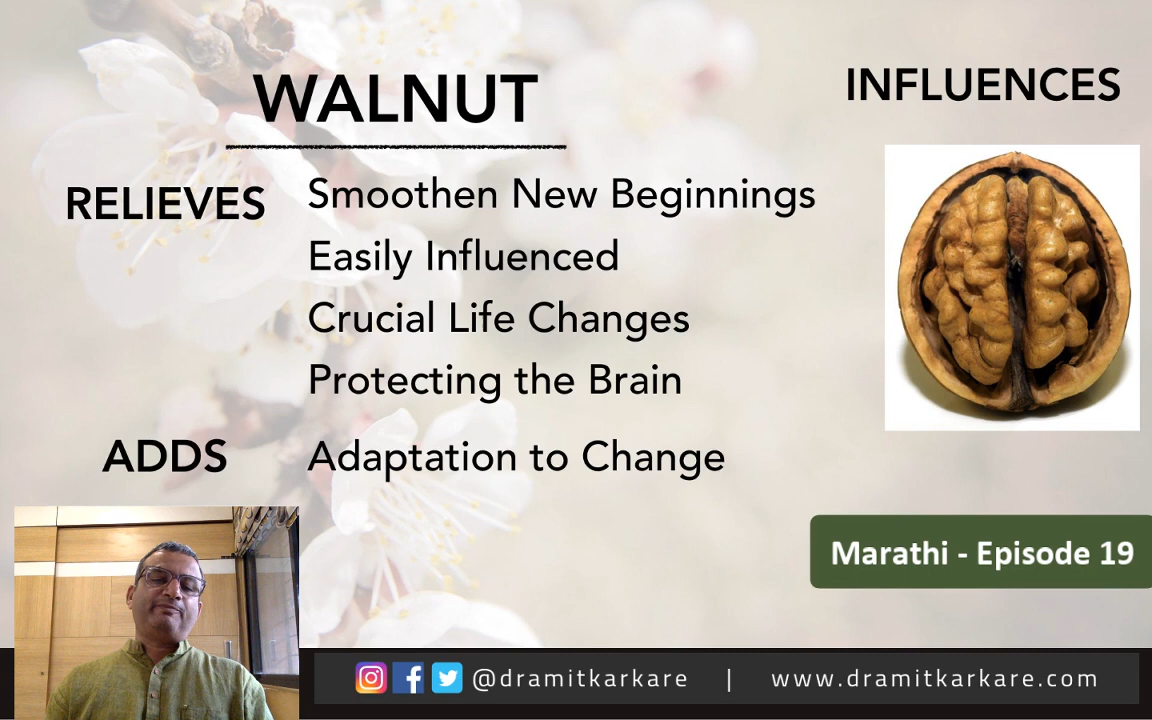 WALNUT
INFLUENCES
RELIEVES
Smoothen New Beginnings
Easily Influenced
Crucial Life Changes
Protecting the Brain
ADDS
Adaptation to Change
Marathi - Episode 19
@dramitkarkare | www.dramitkarkare.com